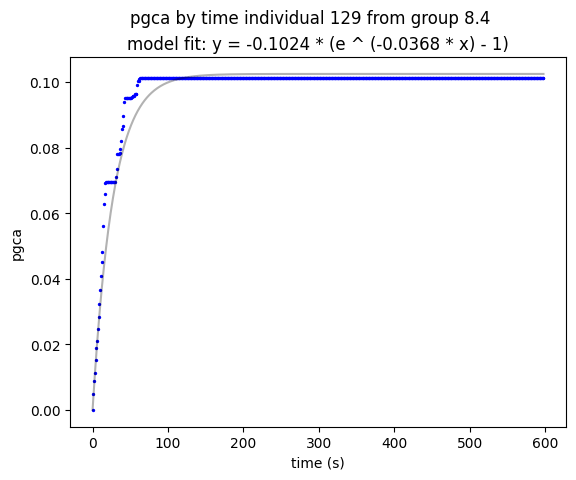 pgca by time individual 129 from group 8.4
model fit: y = -0.1024 * (e ^ (-0.0368 * x) - 1)
0.10
0.08
0.06
0.04
0.02
0.00
pgca
0 100 200 300 400 500 600
time (s)